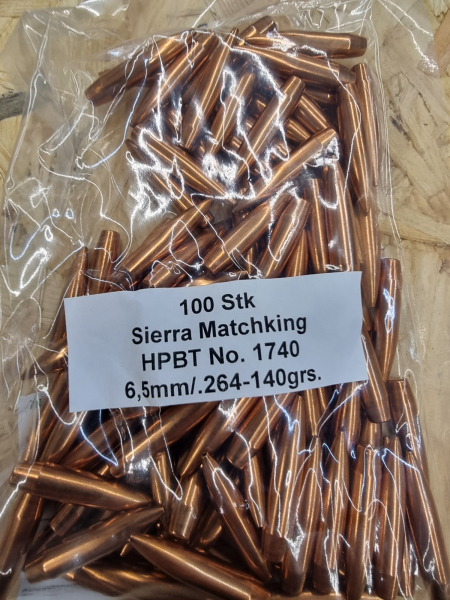 100 Stk
Sierra Matchking
HPBT No. 1740
6,5mm/.264-140grs.